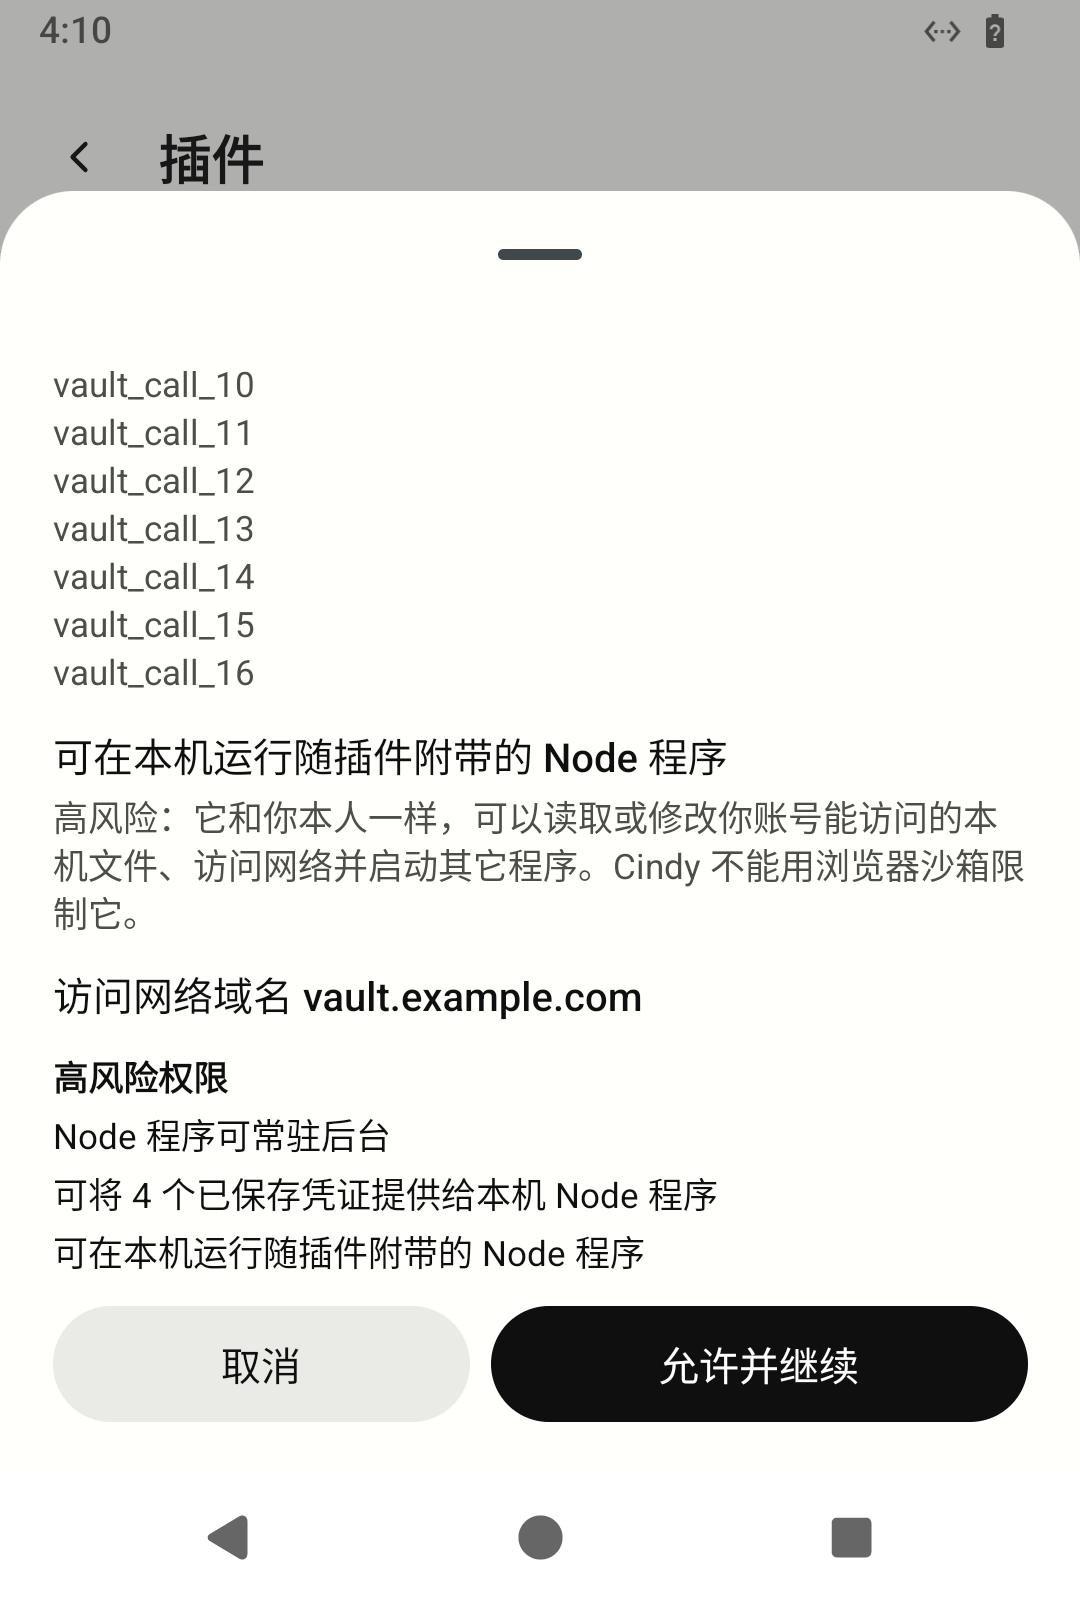 4:10
插件
vault_call_10
vault_call_11
vault_call_12
vault_call_13
vault_call_14
vault_call_15
vault_call_16
可在本机运行随插件附带的 Node 程序
高风险：它和你本人一样，可以读取或修改你账号能访问的本
机文件、访问网络并启动其它程序。Cindy 不能用浏览器沙箱限
制它。
访问网络域名 vault.example.com
高风险权限
Node 程序可常驻后台
可将 4 个已保存凭证提供给本机 Node 程序
可在本机运行随插件附带的 Node 程序
取消
允许并继续